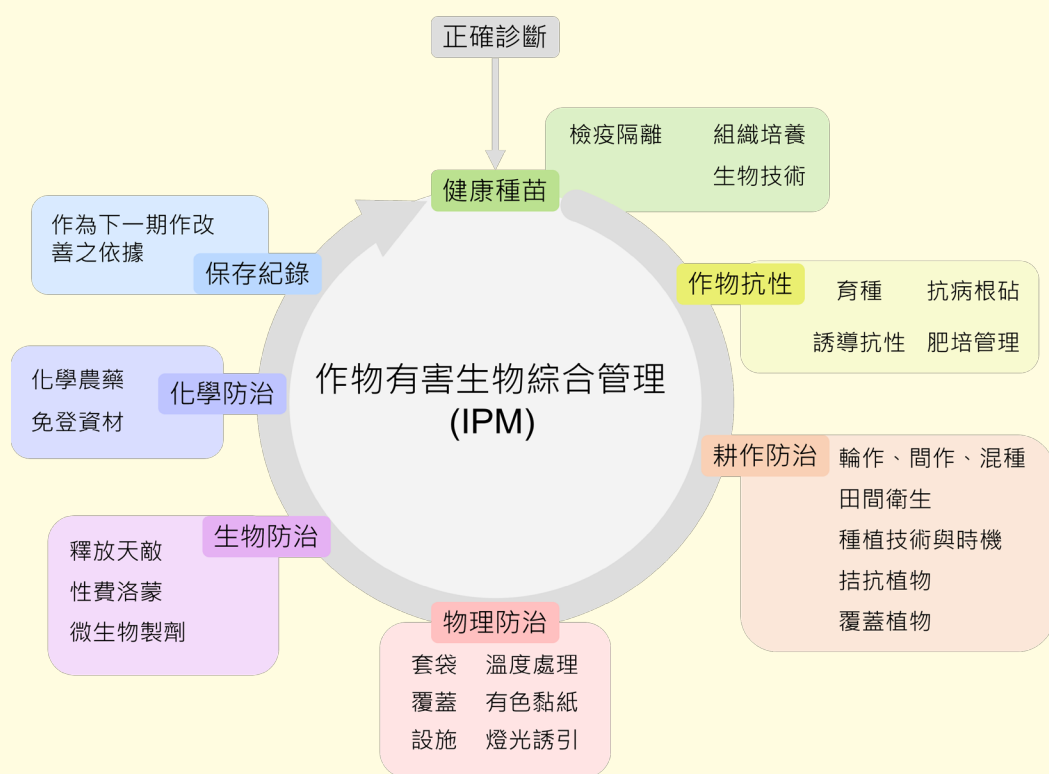 正確診斷
健康種苗
檢疫隔離 組織培養
生物技術
作物抗性
育種 抗病根砧
誘導抗性 肥培管理
耕作防治
輪作、間作、混種
田間衛生
種植技術與時機
拮抗植物
覆蓋植物
物理防治
套袋 溫度處理
覆蓋 有色黏紙
設施 燈光誘引
生物防治
釋放天敵
性費洛蒙
微生物製劑
化學防治
化學農藥
免登資材
保存紀錄
作為下一期作改
善之依據
作物有害生物綜合管理
(IPM)